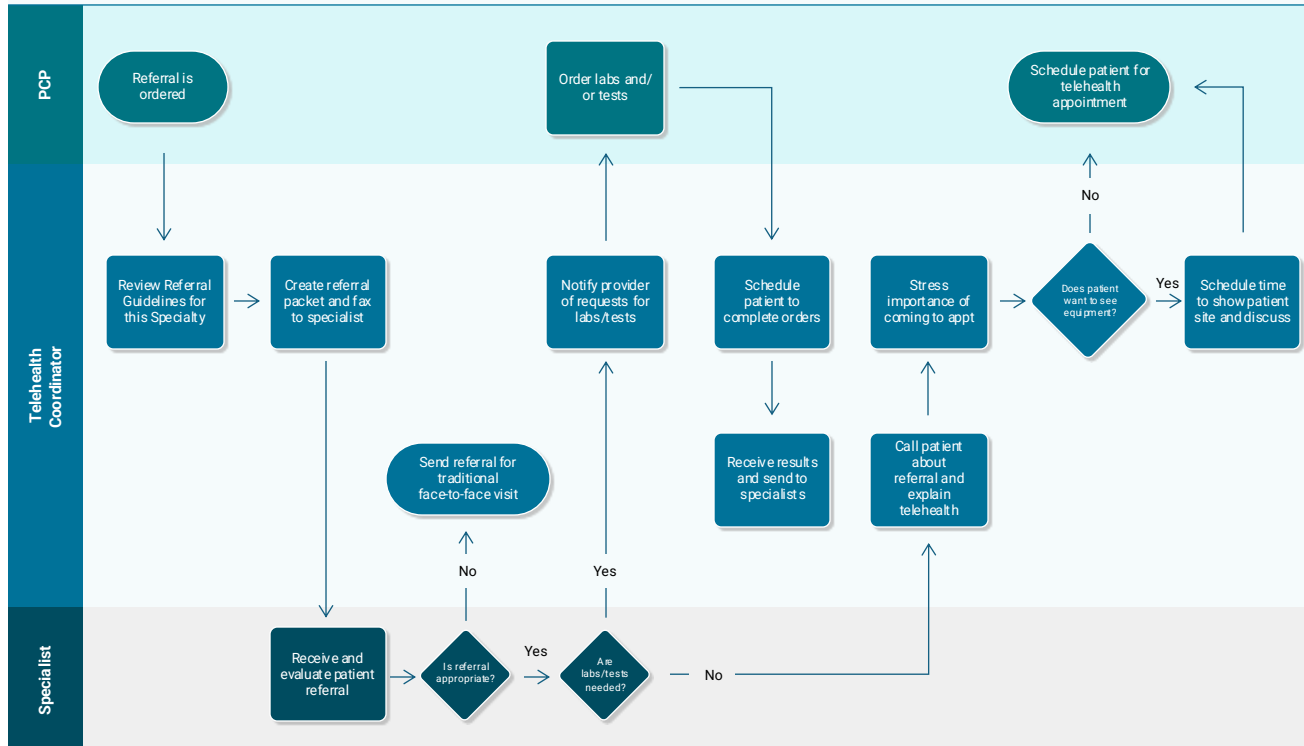 PCP
Referral is
ordered
Order labs and/
or tests
Schedule patient for
telehealth
appointment
No
Telehealth
Coordinator
Review Referral
Guidelines for
this Specialty
Create referral
packet and fax
to specialist
Notify provider
of requests for
labs/tests
Schedule
patient to
complete orders
Stress
importance of
coming to appt
Does patient
want to see
equipment?
Yes
Schedule time
to show patient
site and discuss
Send referral for
traditional
face-to-face visit
Receive results
and send to
specialists
Call patient
about
referral and
explain
telehealth
No
Yes
Specialist
Receive and
evaluate patient
referral
Is referral
appropriate?
Yes
Are
labs/tests
needed?
No